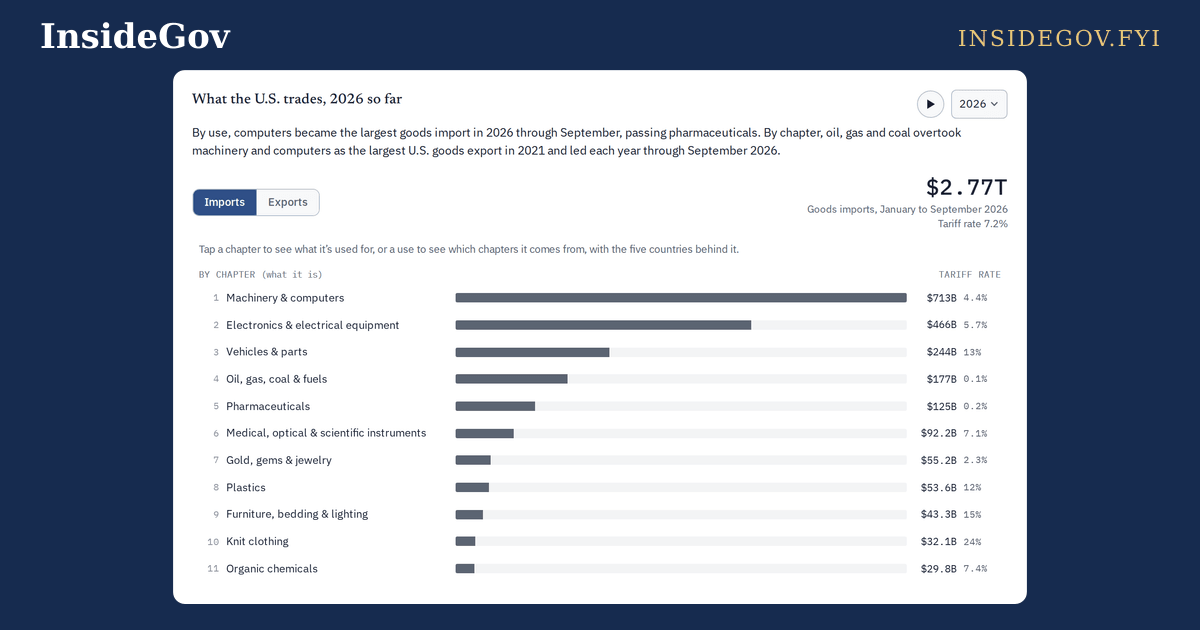 InsideGov
INSIDEGOV.FYI
What the U.S. trades, 2026 so far
2026
By use, computers became the largest goods import in 2026 through September, passing pharmaceuticals. By chapter, oil, gas and coal overtook
machinery and computers as the largest U.S. goods export in 2021 and led each year through September 2026.
Imports
Exports
$2.77T
Goods imports, January to September 2026
Tariff rate 7.2%
Tap a chapter to see what it's used for, or a use to see which chapters it comes from, with the five countries behind it.
BY CHAPTER (what it is)
TARIFF RATE
1 Machinery & computers $713B 4.4%
2 Electronics & electrical equipment $466B 5.7%
3 Vehicles & parts $244B 13%
4 Oil, gas, coal & fuels $177B 0.1%
5 Pharmaceuticals $125B 0.2%
6 Medical, optical & scientific instruments $92.2B 7.1%
7 Gold, gems & jewelry $55.2B 2.3%
8 Plastics $53.6B 12%
9 Furniture, bedding & lighting $43.3B 15%
10 Knit clothing $32.1B 24%
11 Organic chemicals $29.8B 7.4%